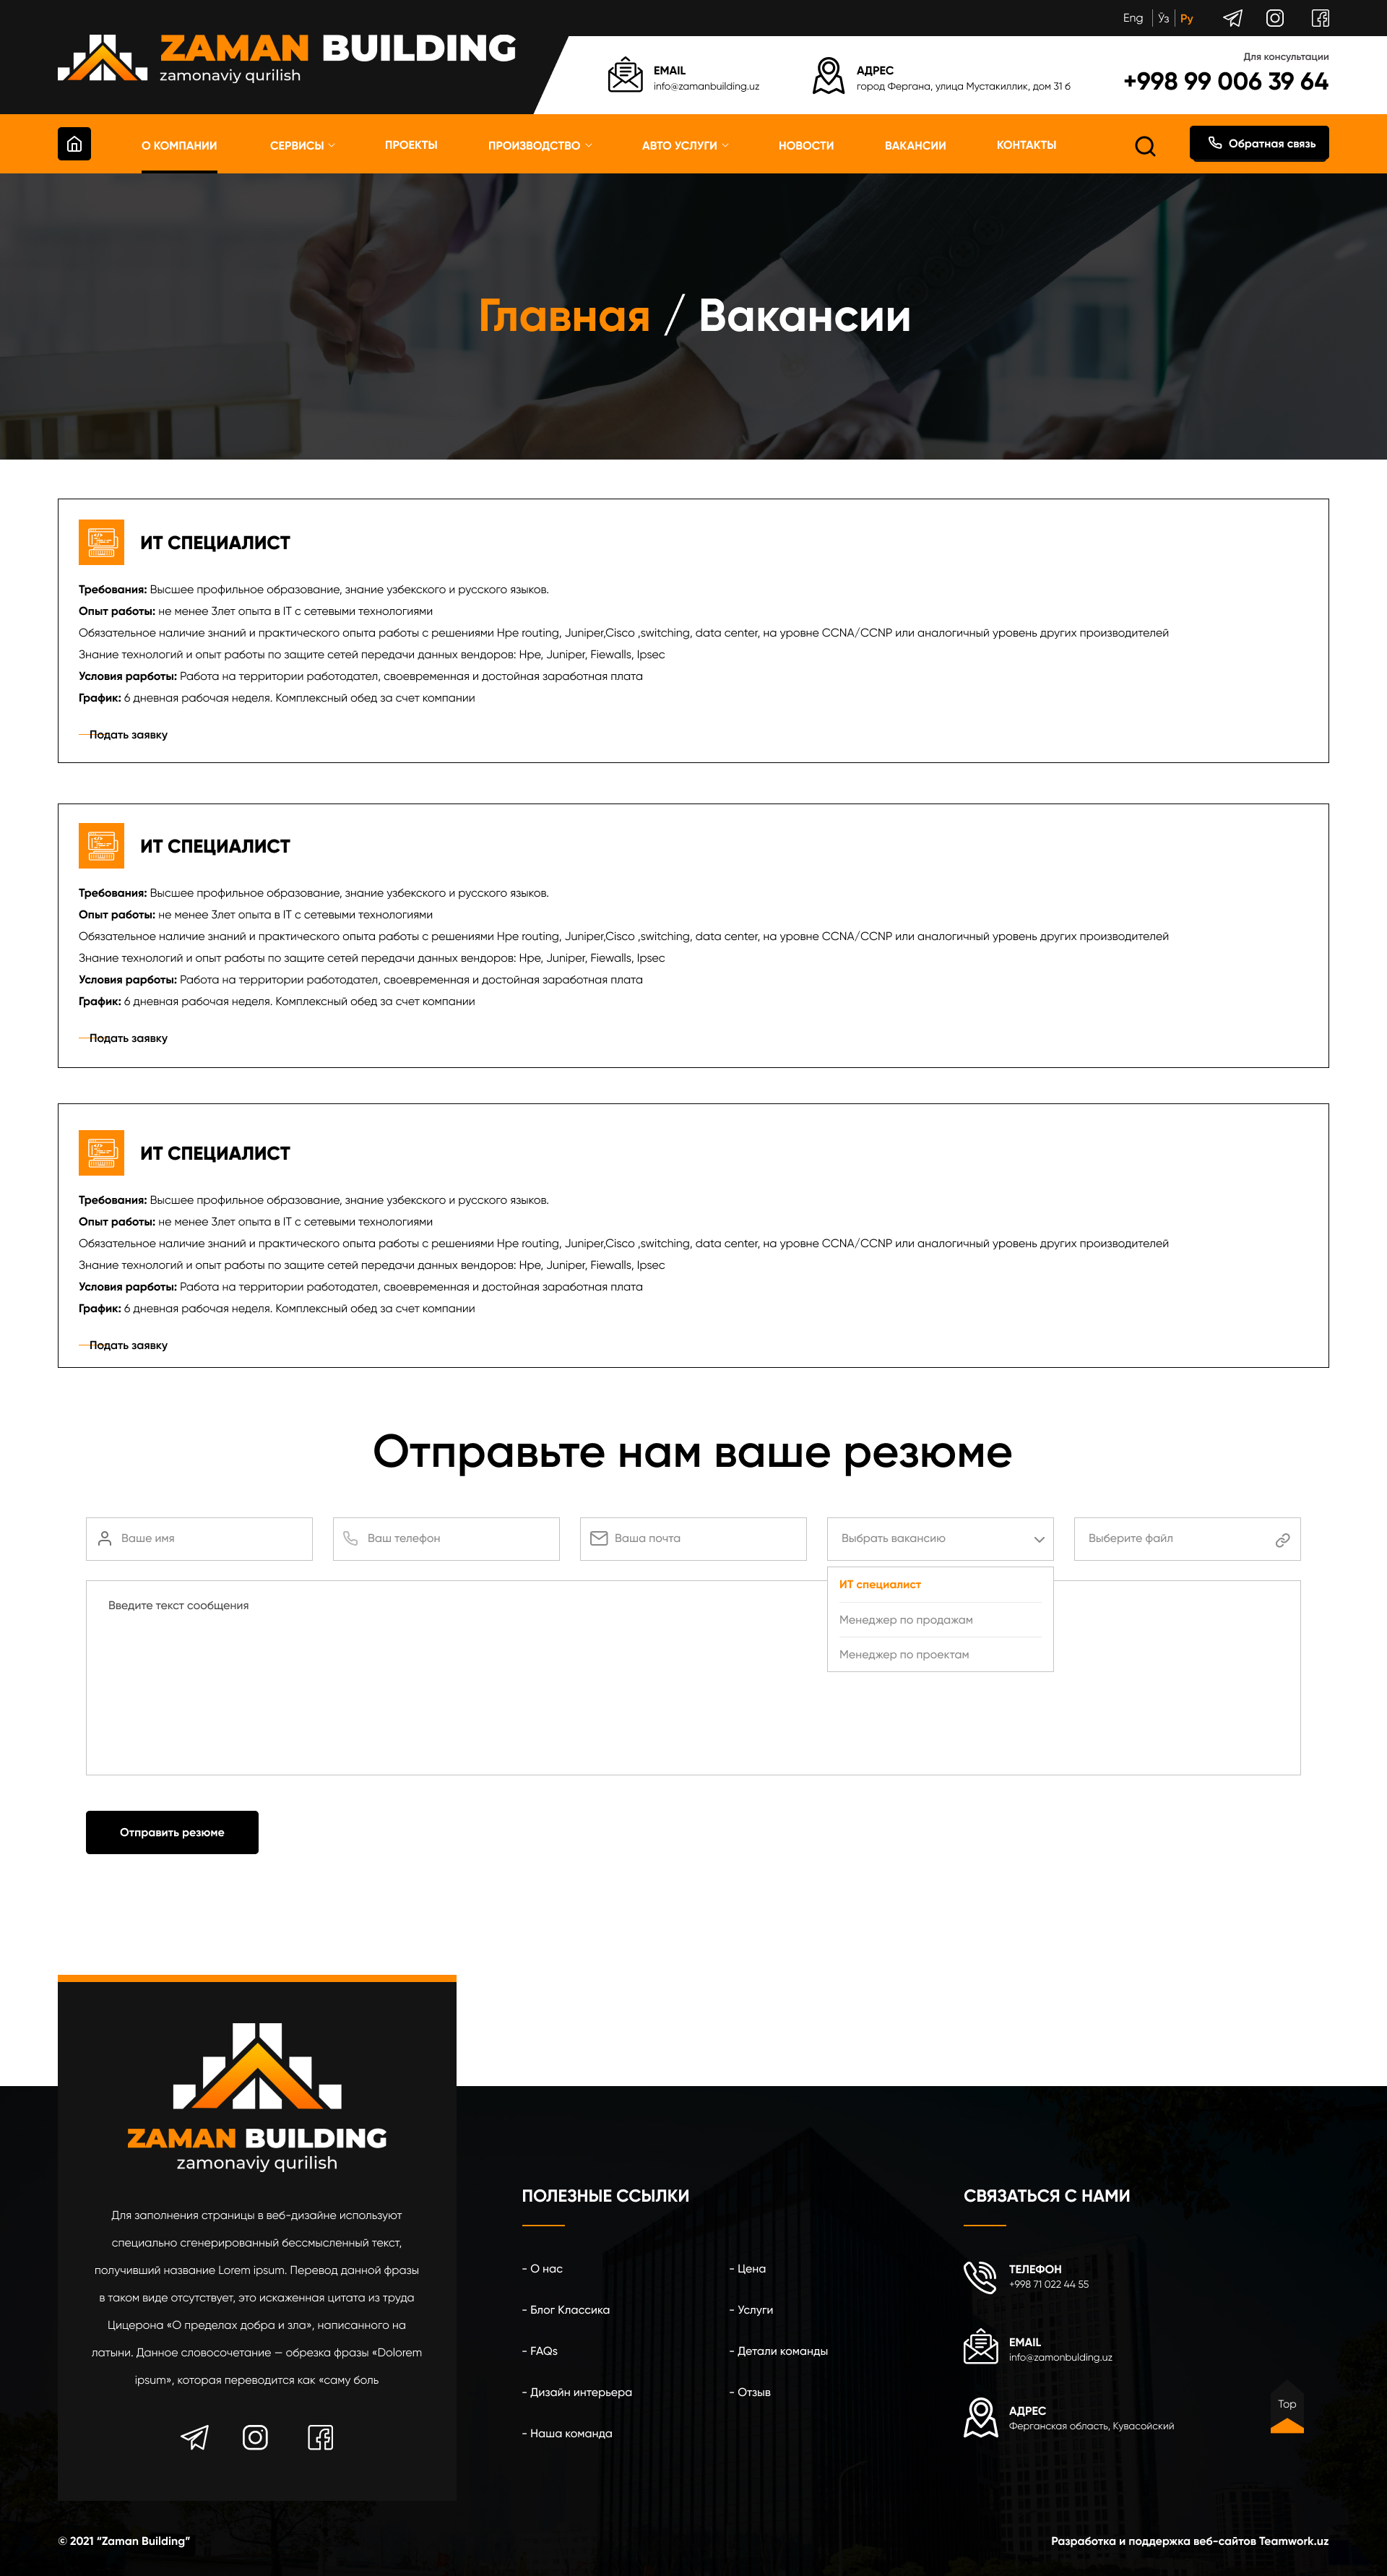 Eng Ўз Ру
ZAMAN BUILDING
zamonaviy qurilish
EMAIL
info@zamanbuilding.uz
АДРЕС
город Фергана, улица Мустакиллик, дом 31 б
Для консультации
+998 99 006 39 64
О КОМПАНИИ СЕРВИСЫ ПРОЕКТЫ ПРОИЗВОДСТВО АВТО УСЛУГИ НОВОСТИ ВАКАНСИИ КОНТАКТЫ Обратная связь
Главная / Вакансии
ИТ СПЕЦИАЛИСТ
Требования: Высшее профильное образование, знание узбекского и русского языков.
Опыт работы: не менее 3лет опыта в IT с сетевыми технологиями
Обязательное наличие знаний и практического опыта работы с решениями Hpe routing, Juniper,Cisco ,switching, data center, на уровне CCNA/CCNP или аналогичный уровень других производителей
Знание технологий и опыт работы по защите сетей передачи данных вендоров: Hpe, Juniper, Fiewalls, Ipsec
Условия рарботы: Работа на территории работодател, своевременная и достойная заработная плата
График: 6 дневная рабочая неделя. Комплексный обед за счет компании
Подать заявку
ИТ СПЕЦИАЛИСТ
Требования: Высшее профильное образование, знание узбекского и русского языков.
Опыт работы: не менее 3лет опыта в IT с сетевыми технологиями
Обязательное наличие знаний и практического опыта работы с решениями Hpe routing, Juniper,Cisco ,switching, data center, на уровне CCNA/CCNP или аналогичный уровень других производителей
Знание технологий и опыт работы по защите сетей передачи данных вендоров: Hpe, Juniper, Fiewalls, Ipsec
Условия рарботы: Работа на территории работодател, своевременная и достойная заработная плата
График: 6 дневная рабочая неделя. Комплексный обед за счет компании
Подать заявку
ИТ СПЕЦИАЛИСТ
Требования: Высшее профильное образование, знание узбекского и русского языков.
Опыт работы: не менее 3лет опыта в IT с сетевыми технологиями
Обязательное наличие знаний и практического опыта работы с решениями Hpe routing, Juniper,Cisco ,switching, data center, на уровне CCNA/CCNP или аналогичный уровень других производителей
Знание технологий и опыт работы по защите сетей передачи данных вендоров: Hpe, Juniper, Fiewalls, Ipsec
Условия рарботы: Работа на территории работодател, своевременная и достойная заработная плата
График: 6 дневная рабочая неделя. Комплексный обед за счет компании
Подать заявку
Отправьте нам ваше резюме
Ваше имя Ваш телефон Ваша почта Выбрать вакансию Выберите файл
ИТ специалист
Менеджер по продажам
Менеджер по проектам
Введите текст сообщения
Отправить резюме
ZAMAN BUILDING
zamonaviy qurilish
Для заполнения страницы в веб-дизайне используют
специально сгенерированный бессмысленный текст,
получивший название Lorem ipsum. Перевод данной фразы
в таком виде отсутствует, это искаженная цитата из труда
Цицерона «О пределах добра и зла», написанного на
латыни. Данное словосочетание — обрезка фразы «Dolorem
ipsum», которая переводится как «саму боль
ПОЛЕЗНЫЕ ССЫЛКИ
- О нас
- Блог Классика
- FAQs
- Дизайн интерьера
- Наша команда
- Цена
- Услуги
- Детали команды
- Отзыв
СВЯЗАТЬСЯ С НАМИ
ТЕЛЕФОН
+998 71 022 44 55
EMAIL
info@zamonbulding.uz
АДРЕС
Ферганская область, Кувасойский
Top
© 2021 “Zaman Building”
Разработка и поддержка веб-сайтов Teamwork.uz